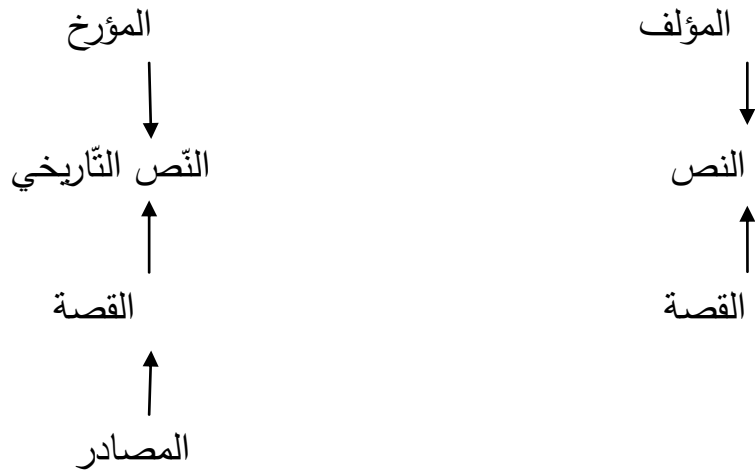 المؤلف المؤرخ
النص النّص التّاريخي
القصة القصة
المصادر